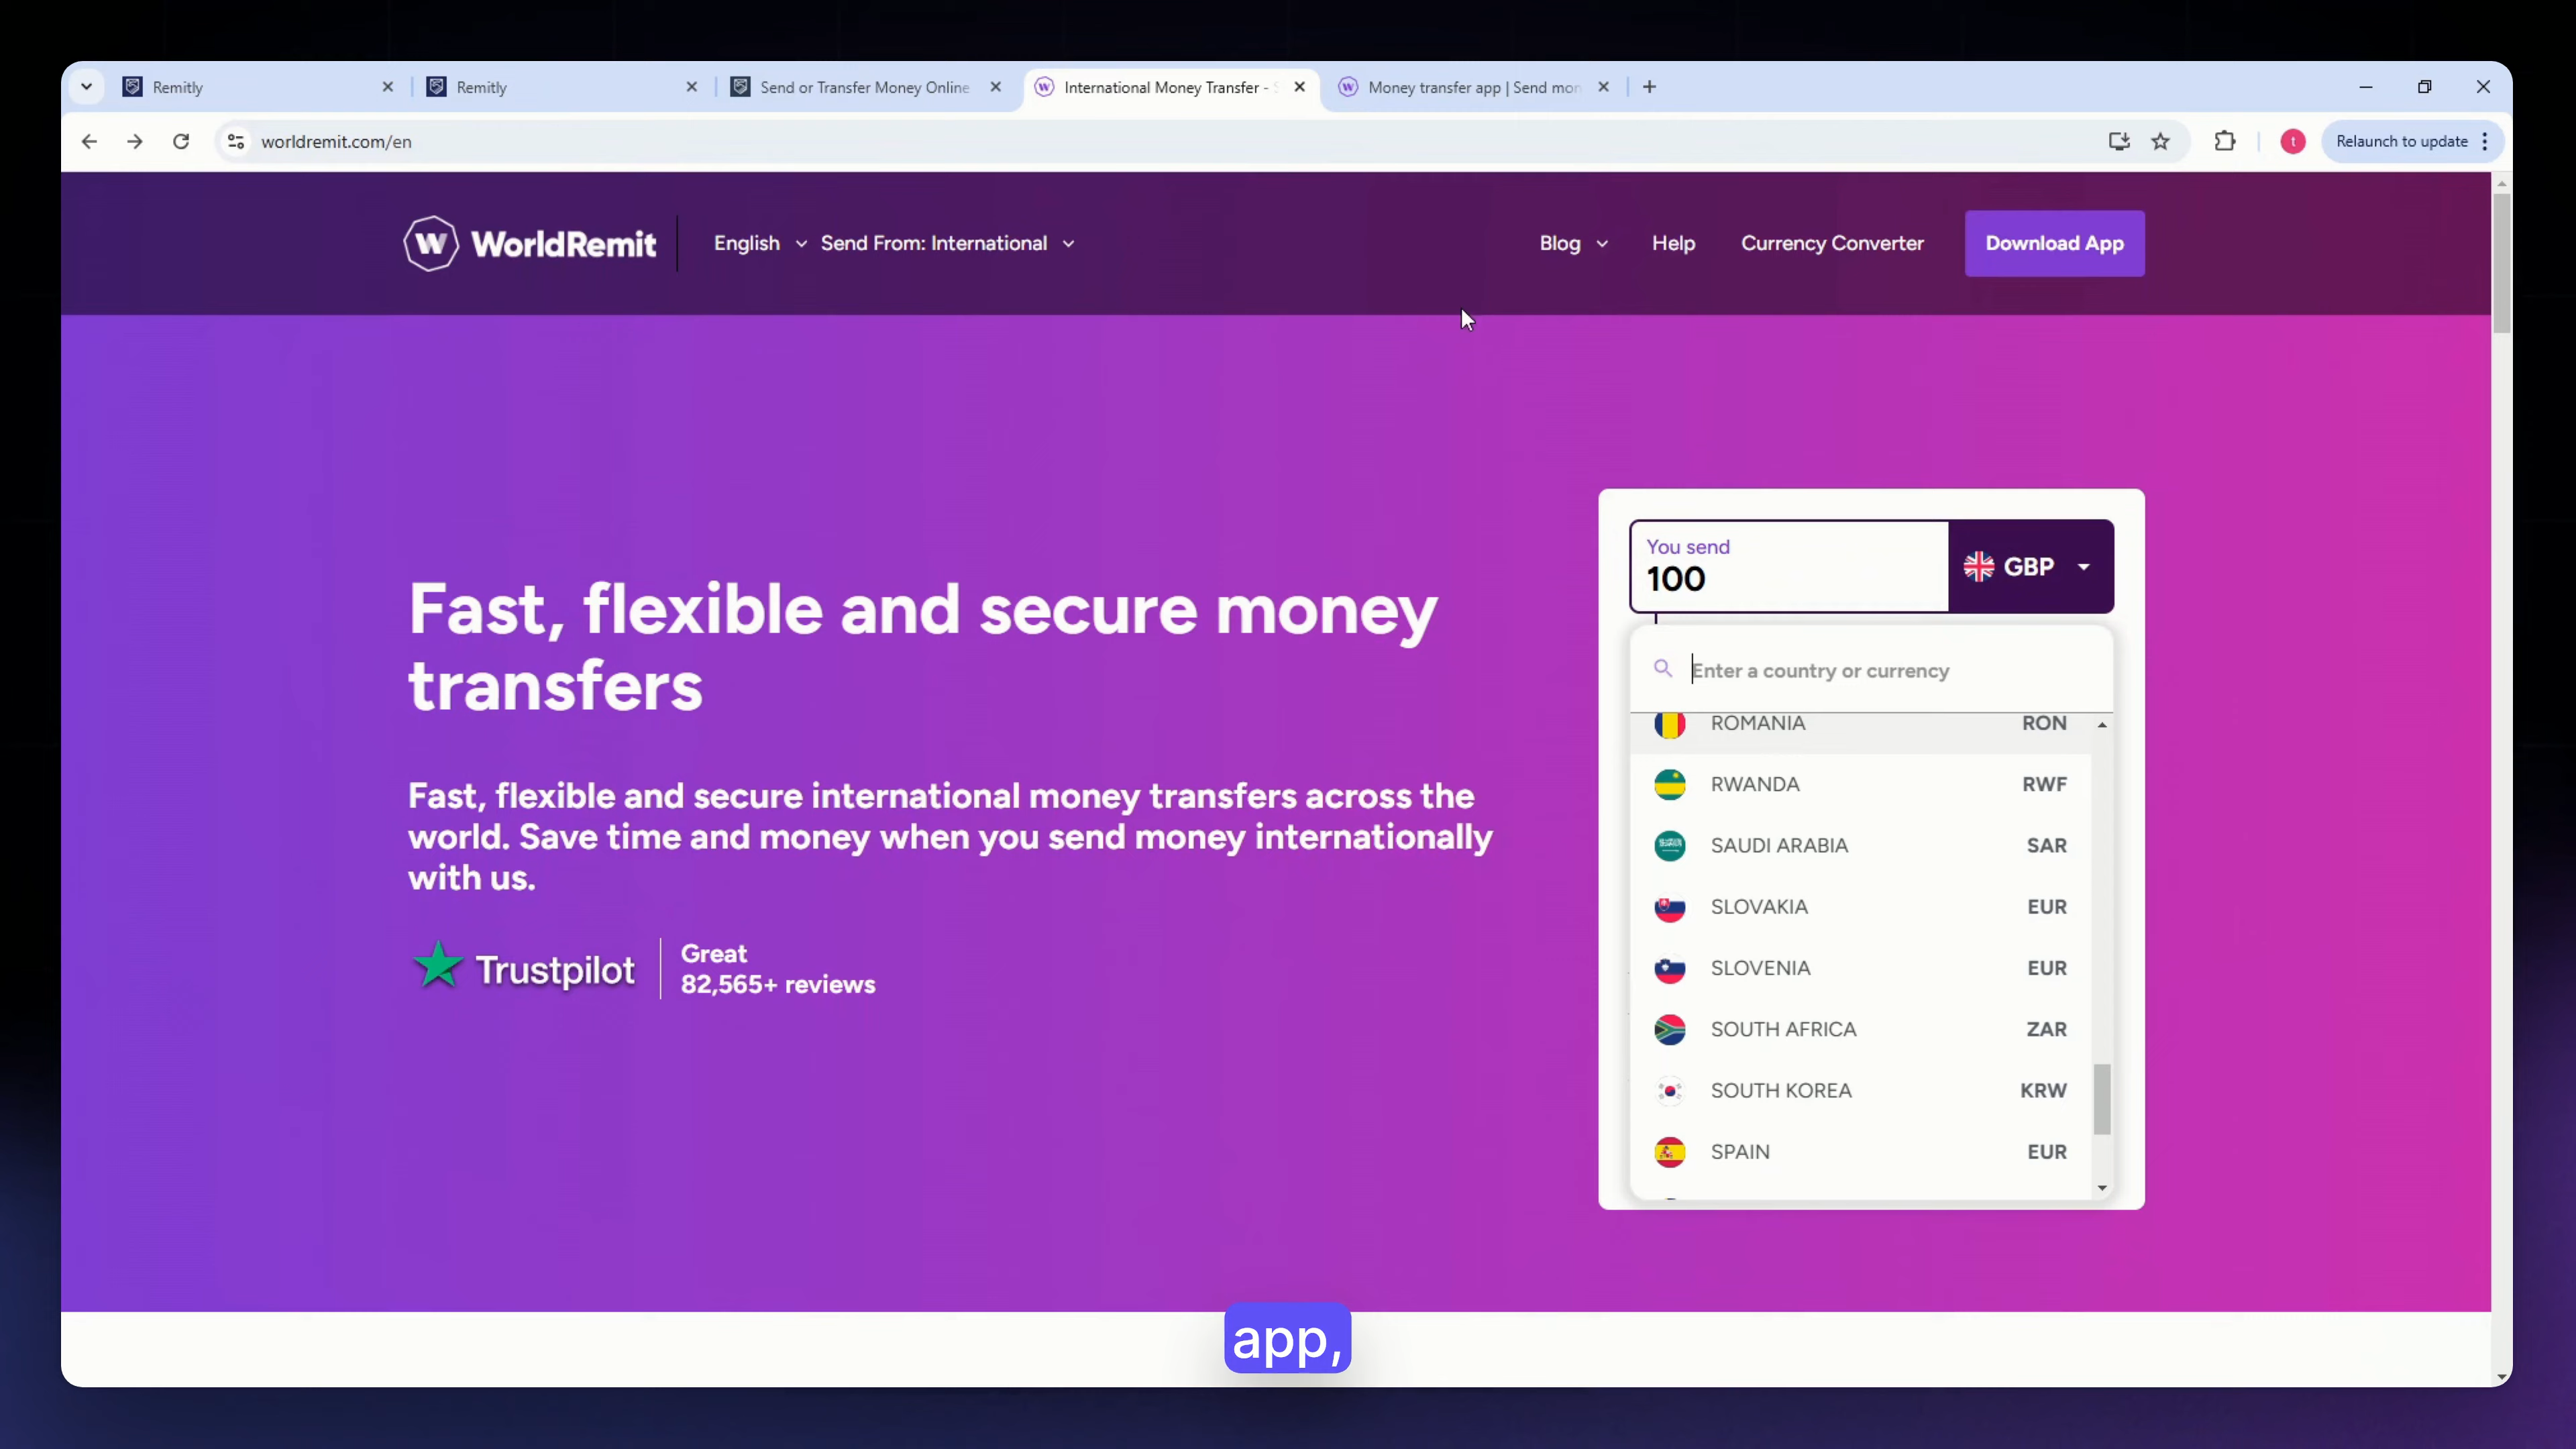 Remitly
Remitly
Send or Transfer Money Online
International Money Transfer - S
Money transfer app | Send mon
worldremit.com/en
t
Relaunch to update
W WorldRemit
English
Send From: International
Blog
Help
Currency Converter
Download App
Fast, flexible and secure money
transfers
Fast, flexible and secure international money transfers across the
world. Save time and money when you send money internationally
with us.
Trustpilot
Great
82,565+ reviews
You send
100
GBP
Enter a country or currency
ROMANIA RON
RWANDA RWF
SAUDI ARABIA SAR
SLOVAKIA EUR
SLOVENIA EUR
SOUTH AFRICA ZAR
SOUTH KOREA KRW
SPAIN EUR
app,